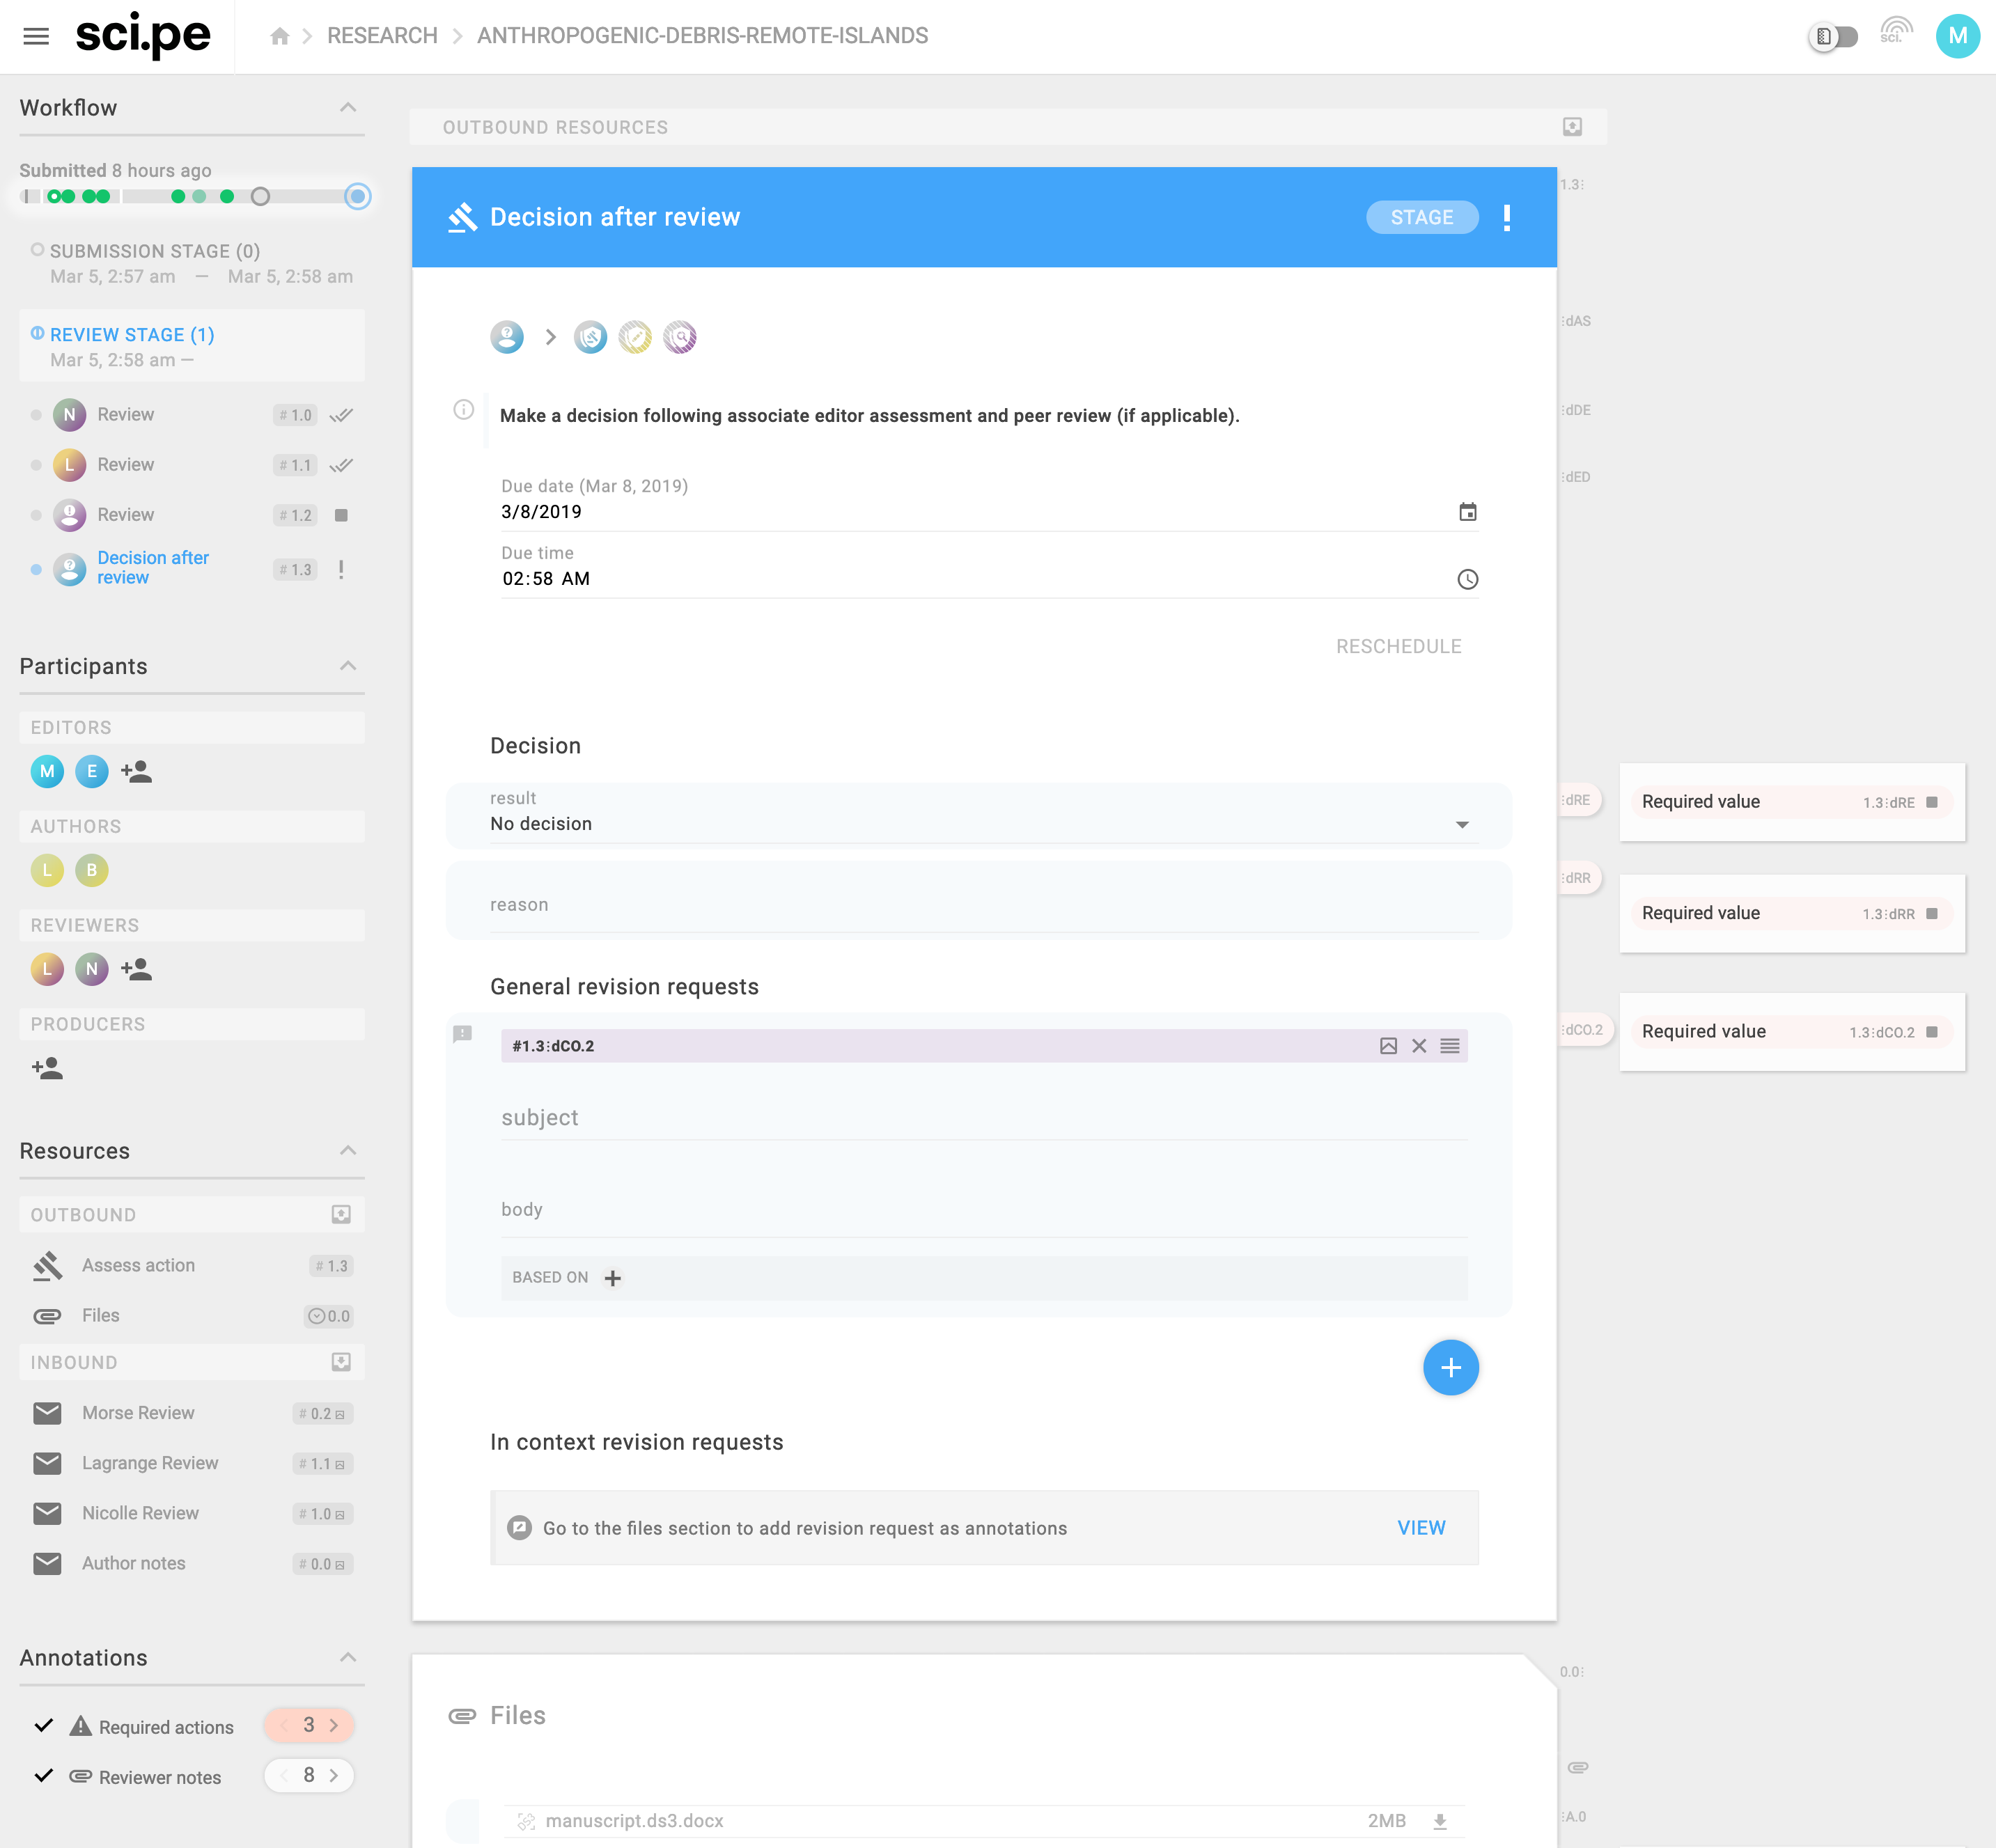 sci.pe
RESEARCH
ANTHROPOGENIC-DEBRIS-REMOTE-ISLANDS
sci.
M
Workflow
Submitted 8 hours ago
SUBMISSION STAGE (0)
Mar 5, 2:57 am — Mar 5, 2:58 am
REVIEW STAGE (1)
Mar 5, 2:58 am —
N Review # 1.0
L Review # 1.1
Review # 1.2
Decision after
review # 1.3
Participants
EDITORS
M E
AUTHORS
L B
REVIEWERS
L N
PRODUCERS
Resources
OUTBOUND
Assess action # 1.3
Files 0.0
INBOUND
Morse Review # 0.2
Lagrange Review # 1.1
Nicolle Review # 1.0
Author notes # 0.0
Annotations
Required actions 3
Reviewer notes 8
OUTBOUND RESOURCES
Decision after review
STAGE
1.3⁝
⁝dAS
Make a decision following associate editor assessment and peer review (if applicable).
⁝dDE
Due date (Mar 8, 2019)
3/8/2019
⁝dED
Due time
02:58 AM
RESCHEDULE
Decision
result
No decision
⁝dRE
Required value 1.3⁝dRE
reason
⁝dRR
Required value 1.3⁝dRR
General revision requests
#1.3⁝dCO.2
⁝dCO.2
Required value 1.3⁝dCO.2
subject
body
BASED ON
In context revision requests
Go to the files section to add revision request as annotations
VIEW
Files
0.0⁝
manuscript.ds3.docx 2MB
⁝A.0